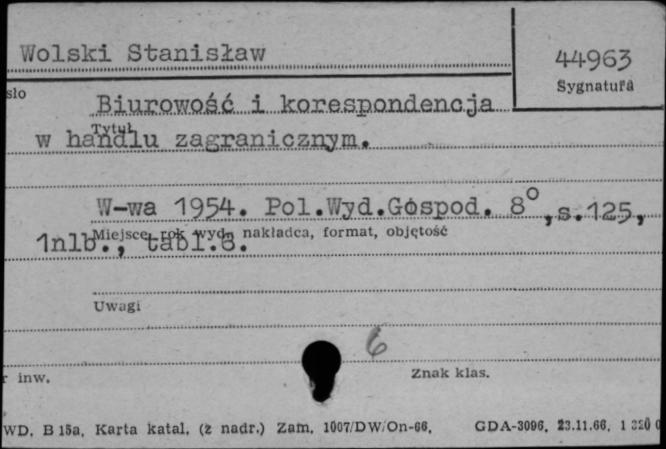 Wolski Stanisław
44963
Sygnatura
sło
Biurowość i korespondencja
Tytuł
w handlu zagranicznym.
W-wa 1954. Pol.Wyd.Gospod. 8°, s.125,
Miejsce, rok wyd., nakładca, format, objętość
1nlb., tabl.8.
Uwagi
6
r inw.
Znak klas.
WD. B 15a. Karta katal. (z nadr.) Zam. 1007/DW/On-66. GDA-3096, 23.11.66, 1 320 0